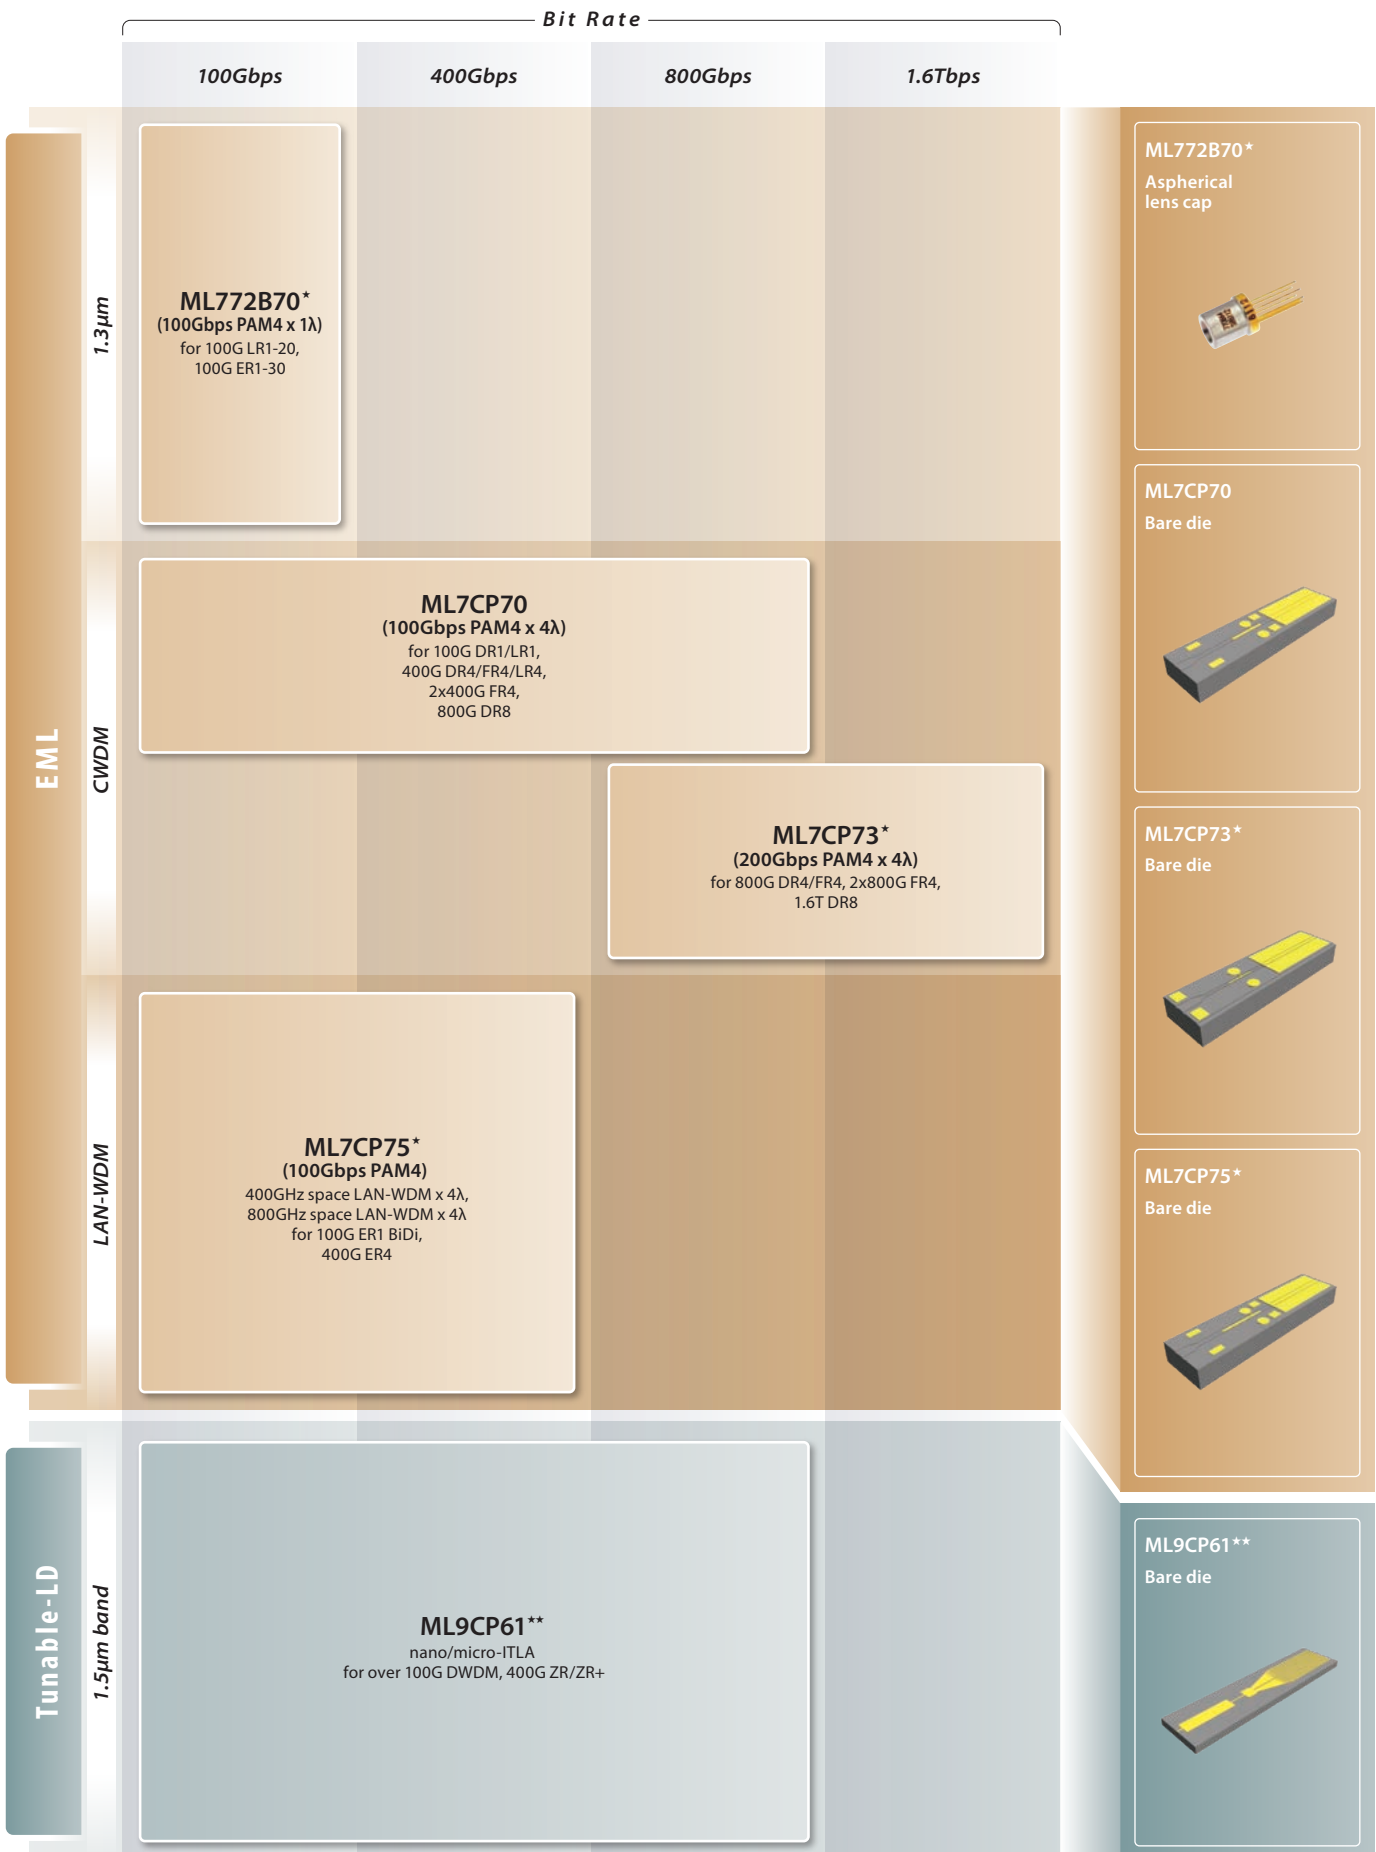 Bit Rate
100Gbps 400Gbps 800Gbps 1.6Tbps
EML
1.3μm
ML772B70★
(100Gbps PAM4 x 1λ)
for 100G LR1-20,
100G ER1-30
CWDM
ML7CP70
(100Gbps PAM4 x 4λ)
for 100G DR1/LR1,
400G DR4/FR4/LR4,
2x400G FR4,
800G DR8
ML7CP73★
(200Gbps PAM4 x 4λ)
for 800G DR4/FR4, 2x800G FR4,
1.6T DR8
LAN-WDM
ML7CP75★
(100Gbps PAM4)
400GHz space LAN-WDM x 4λ,
800GHz space LAN-WDM x 4λ
for 100G ER1 BiDi,
400G ER4
Tunable-LD
1.5μm band
ML9CP61★★
nano/micro-ITLA
for over 100G DWDM, 400G ZR/ZR+
ML772B70★
Aspherical
lens cap
ML7CP70
Bare die
ML7CP73★
Bare die
ML7CP75★
Bare die
ML9CP61★★
Bare die